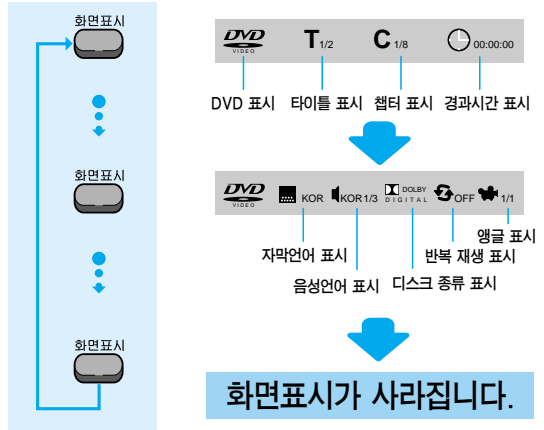 화면표시
DVD VIDEO T 1/2 C 1/8 00:00:00
DVD 표시 타이틀 표시 챕터 표시 경과시간 표시
화면표시
DVD VIDEO KOR KOR 1/3 DOLBY DIGITAL OFF 1/1
앵글 표시
자막언어 표시 반복 재생 표시
음성언어 표시 디스크 종류 표시
화면표시
화면표시가 사라집니다.